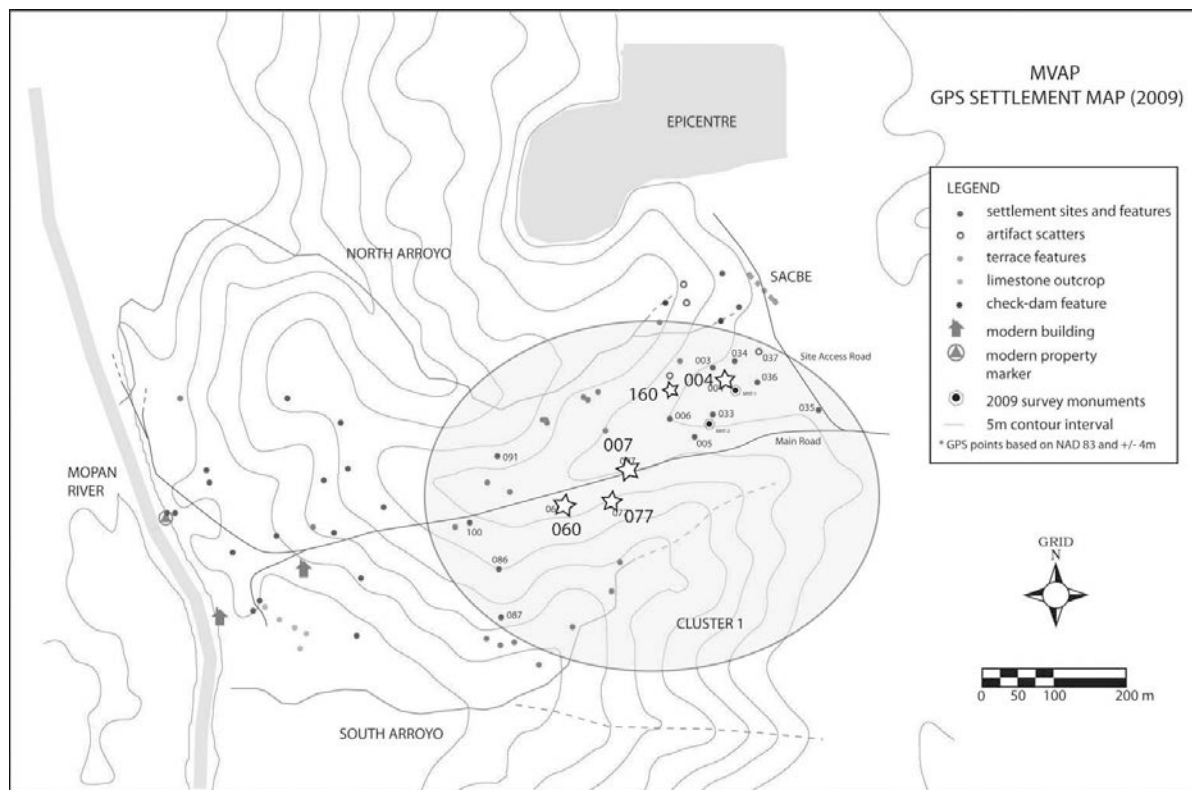 MVAP
GPS SETTLEMENT MAP (2009)
EPICENTRE
LEGEND
settlement sites and features
artifact scatters
terrace features
limestone outcrop
check-dam feature
modern building
modern property
marker
2009 survey monuments
5m contour interval
* GPS points based on NAD 83 and +/- 4m
NORTH ARROYO
SACBE
Site Access Road
034
037
003
004
036
160
035
006
033
005
Main Road
007
091
MOPAN
RIVER
077
060
100
086
087
CLUSTER 1
SOUTH ARROYO
GRID
N
0 50 100 200 m